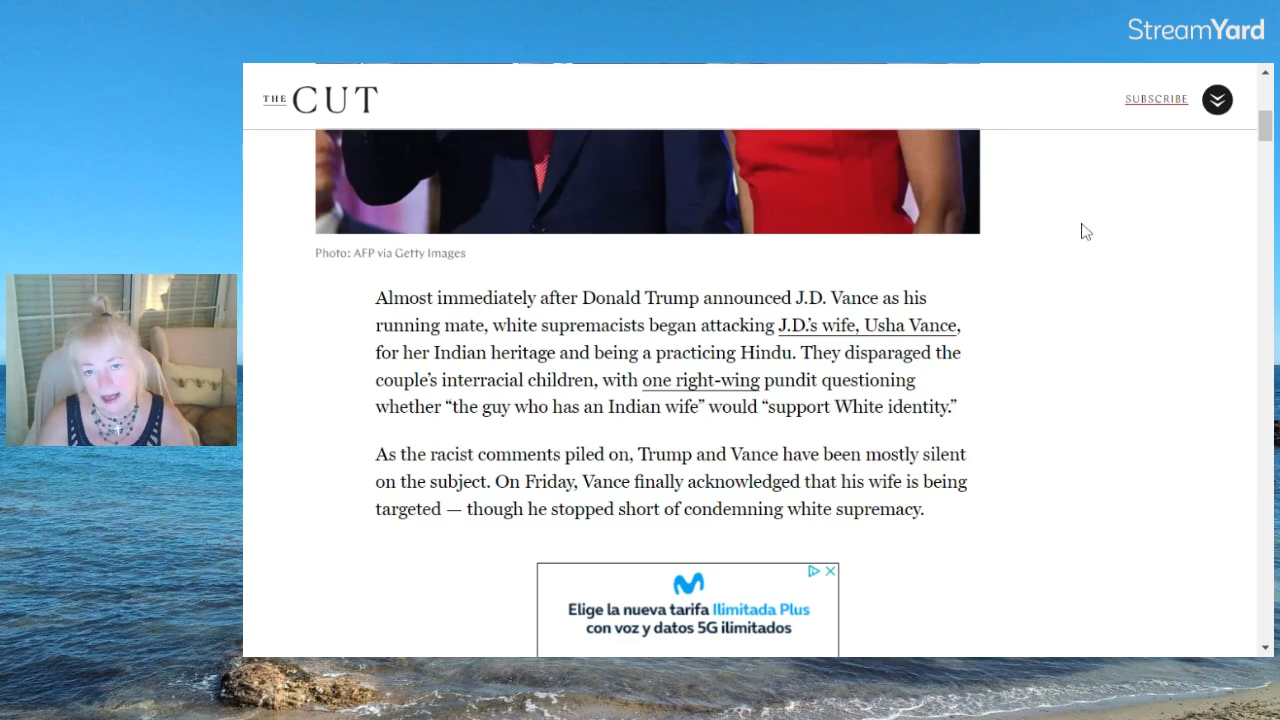 StreamYard
THE CUT
SUBSCRIBE
Photo: AFP via Getty Images
Almost immediately after Donald Trump announced J.D. Vance as his
running mate, white supremacists began attacking J.D.'s wife, Usha Vance,
for her Indian heritage and being a practicing Hindu. They disparaged the
couple's interracial children, with one right-wing pundit questioning
whether “the guy who has an Indian wife” would “support White identity.”
As the racist comments piled on, Trump and Vance have been mostly silent
on the subject. On Friday, Vance finally acknowledged that his wife is being
targeted — though he stopped short of condemning white supremacy.
Elige la nueva tarifa Ilimitada Plus
con voz y datos 5G ilimitados